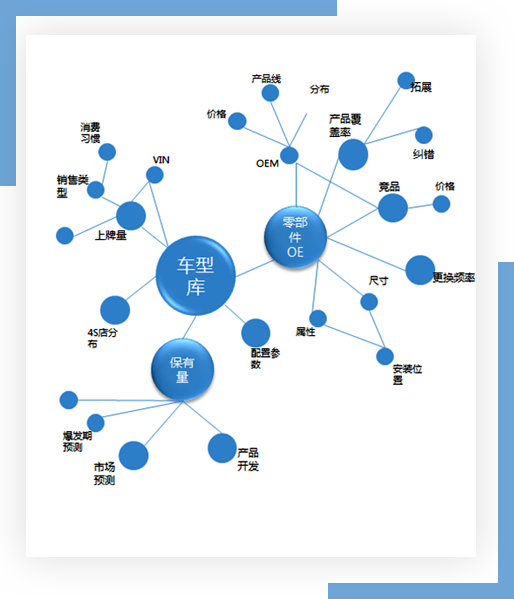 产品线
分布
拓展
价格
产品覆
盖率
消费
习惯
纠错
VIN
OEM
销售类
型
竞品
价格
上牌量
零部
件
OE
车型
库
更换频率
尺寸
属性
4S店分
布
配置参
数
保有
量
安装位
置
爆发期
预测
产品
开发
市场
预测